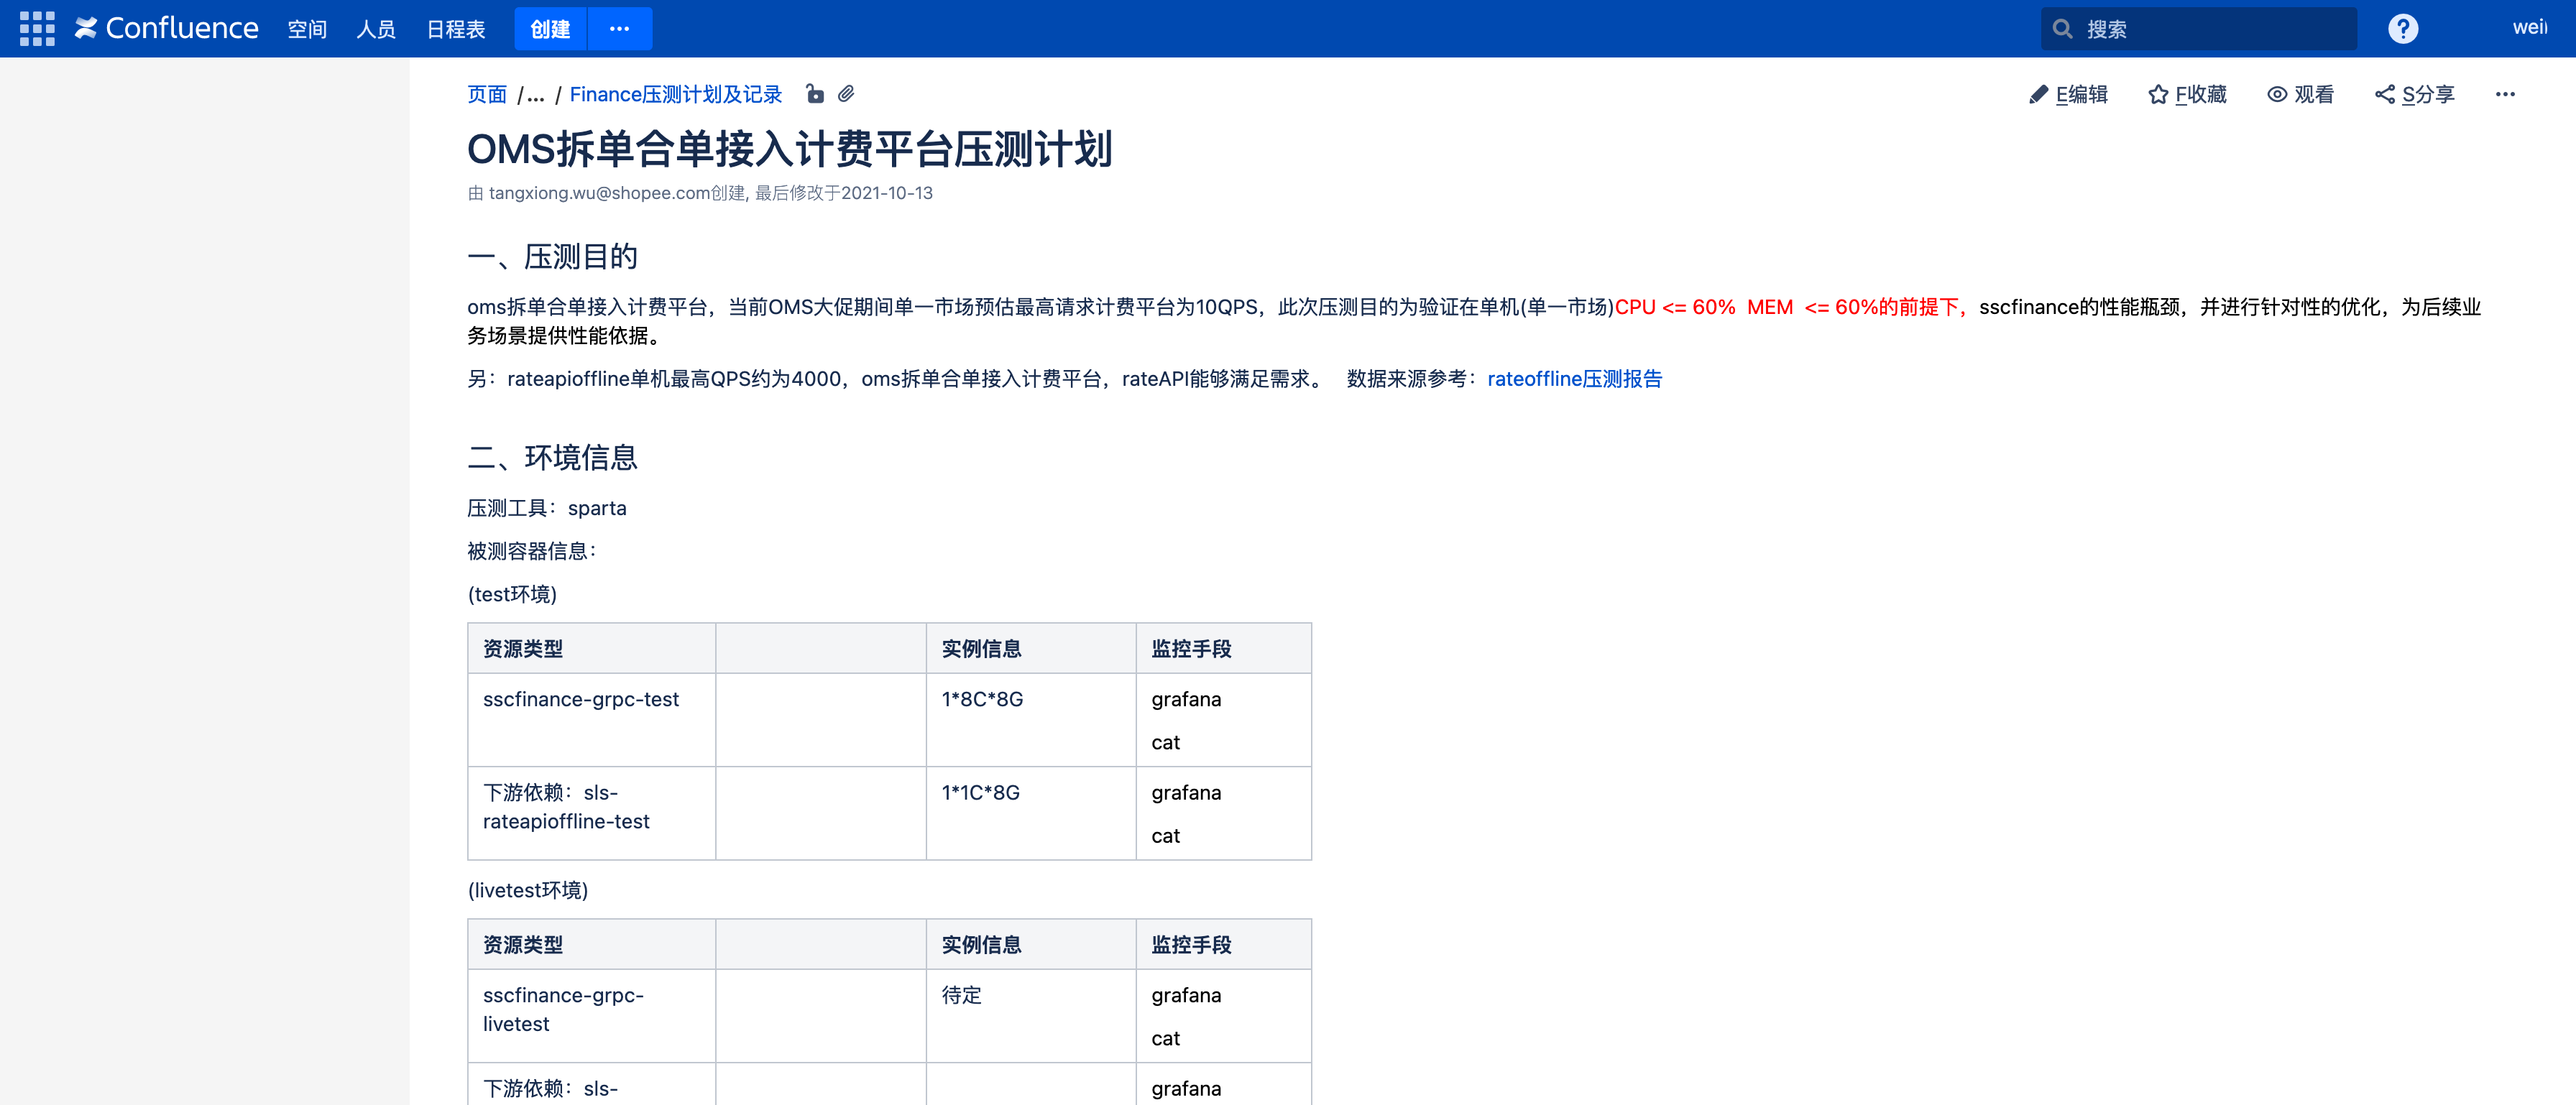 Confluence 空间 人员 日程表 创建 ··· 搜索 ? wei
页面 /... / Finance压测计划及记录 E编辑 F收藏 观看 S分享 ···
OMS拆单合单接入计费平台压测计划
由 tangxiong.wu@shopee.com创建, 最后修改于2021-10-13
一、压测目的
oms拆单合单接入计费平台，当前OMS大促期间单一市场预估最高请求计费平台为10QPS，此次压测目的为验证在单机(单一市场)CPU <= 60% MEM <= 60%的前提下，sscfinance的性能瓶颈，并进行针对性的优化，为后续业
务场景提供性能依据。
另：rateapioffline单机最高QPS约为4000，oms拆单合单接入计费平台，rateAPI能够满足需求。 数据来源参考：rateoffline压测报告
二、环境信息
压测工具：sparta
被测容器信息：
(test环境)
资源类型 实例信息 监控手段
sscfinance-grpc-test 1*8C*8G grafana
cat
下游依赖：sls- 1*1C*8G grafana
rateapioffline-test
cat
(livetest环境)
资源类型 实例信息 监控手段
sscfinance-grpc- 待定 grafana
livetest
cat
下游依赖：sls- grafana